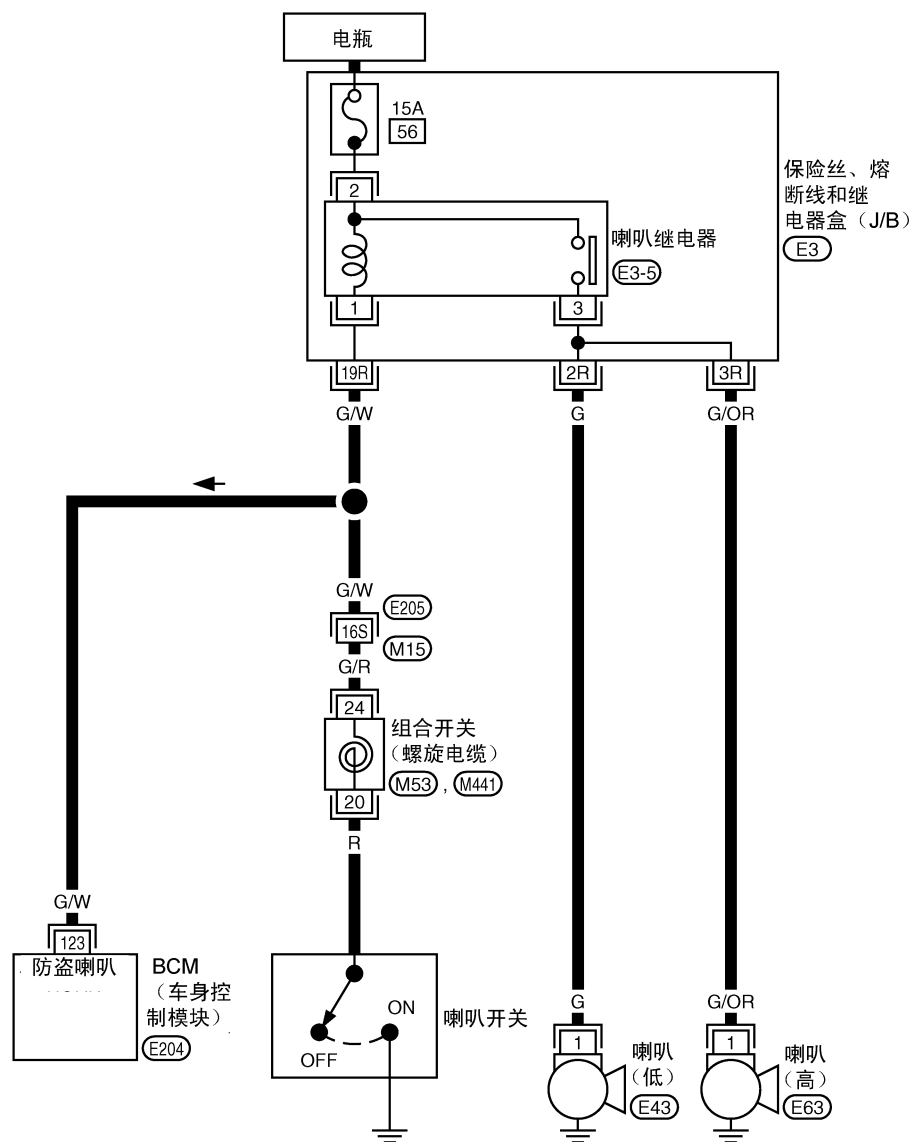 电瓶
15A
56
2
保险丝、熔
断线和继
电器盒（J/B）
E3
喇叭继电器
E3-5
1
3
19R
2R
3R
G/W
G
G/OR
G/W
E205
16S
M15
G/R
24
组合开关
（螺旋电缆）
M53 , M441
20
R
G/W
123
防盗喇叭
BCM
（车身控
制模块）
E204
ON
OFF
喇叭开关
G
G/OR
1
喇叭
（低）
E43
1
喇叭
（高）
E63